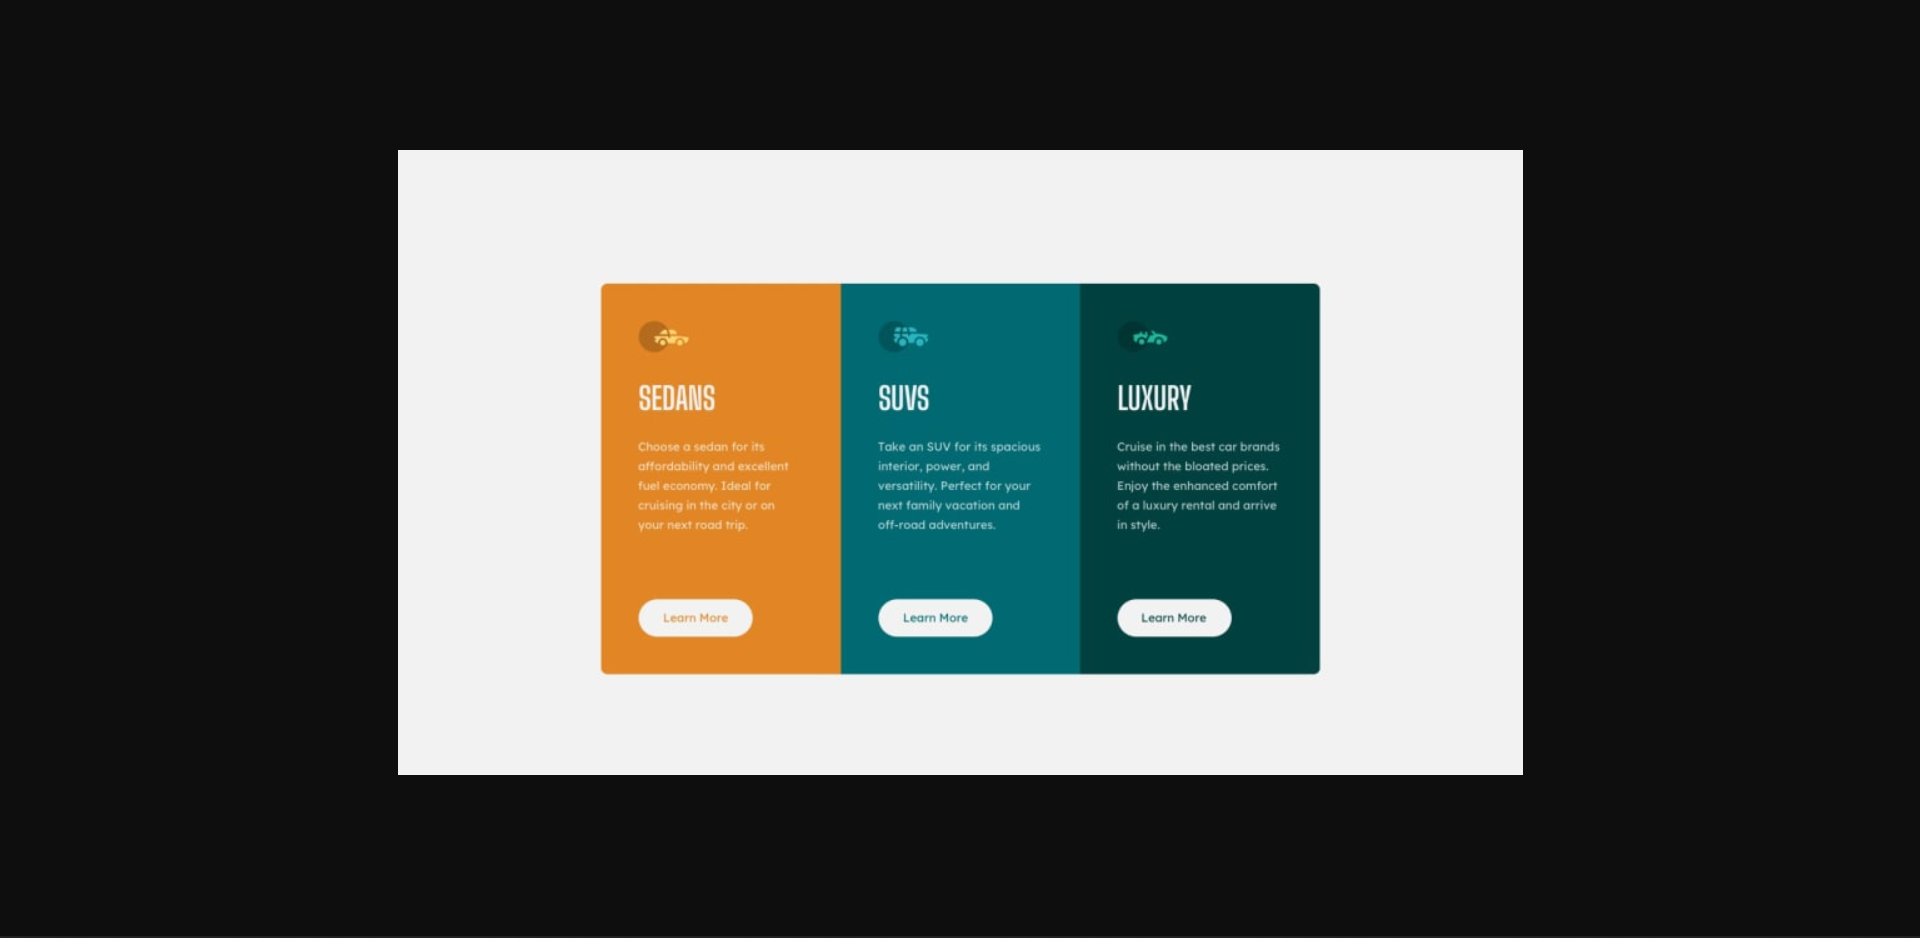 SEDANS
Choose a sedan for its
affordability and excellent
fuel economy. Ideal for
cruising in the city or on
your next road trip.
Learn More
SUVS
Take an SUV for its spacious
interior, power, and
versatility. Perfect for your
next family vacation and
off-road adventures.
Learn More
LUXURY
Cruise in the best car brands
without the bloated prices.
Enjoy the enhanced comfort
of a luxury rental and arrive
in style.
Learn More